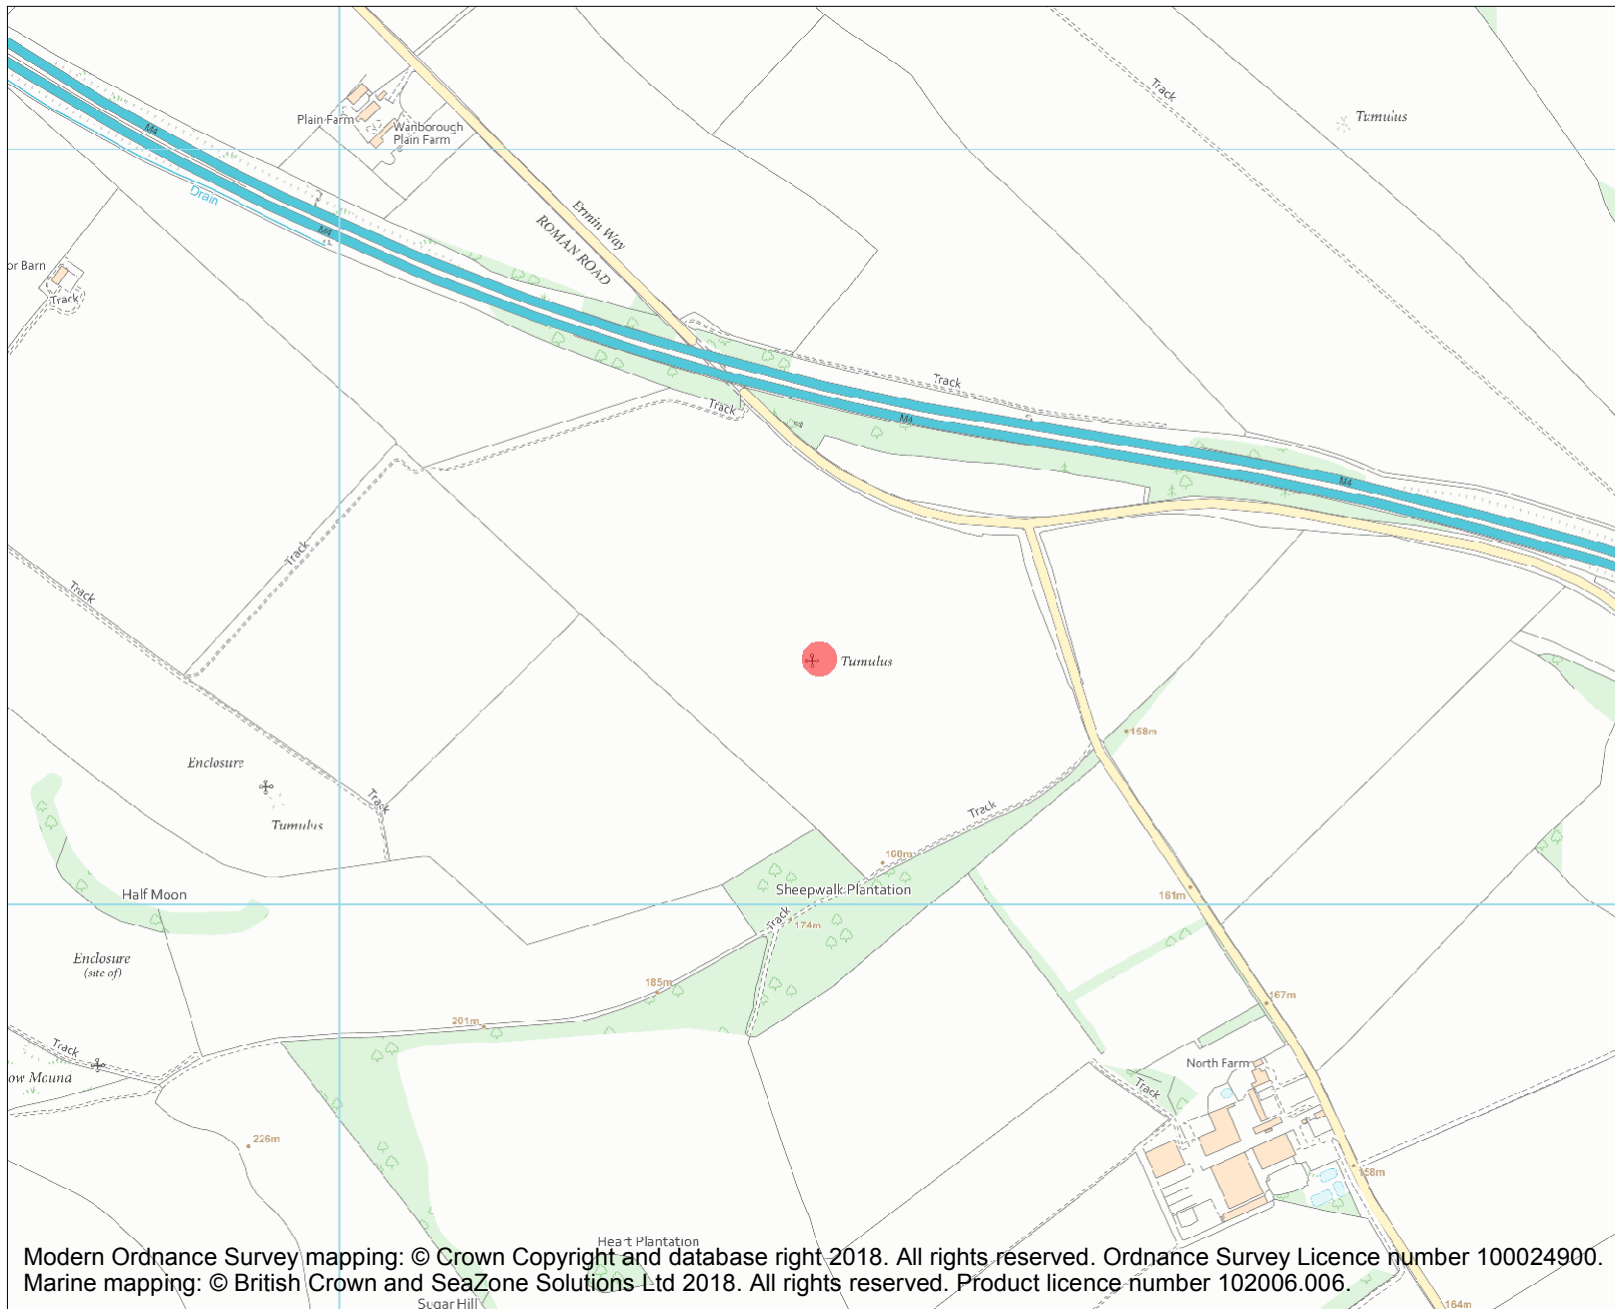 Track
Tumulus
M4
Plain Farm
Wanborough
Plain Farm
Drain
Ermin Way
ROMAN ROAD
M4
or Barn
Track
Track
Track
M4
M4
Track
Track
Tumulus
158m
Enclosure
Track
Tumulus
Track
168m
Half Moon
Sheepwalk Plantation
161m
Track
174m
Enclosure
(site of)
185m
167m
201m
Track
North Farm
ow Mound
Track
226m
158m
Heart Plantation
Modern Ordnance Survey mapping: © Crown Copyright and database right 2018. All rights reserved. Ordnance Survey Licence number 100024900.
Marine mapping: © British Crown and SeaZone Solutions Ltd 2018. All rights reserved. Product licence number 102006.006.
Sugar Hill
164m